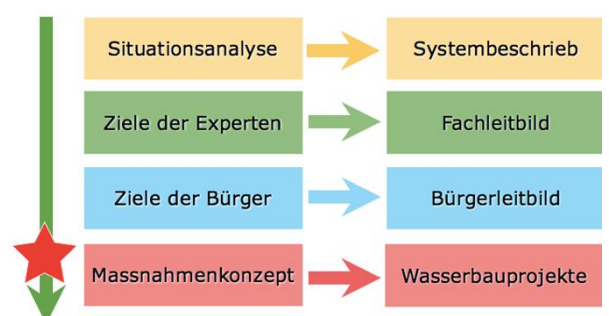 Situationsanalyse Systembeschrieb
Ziele der Experten Fachleitbild
Ziele der Bürger Bürgerleitbild
Massnahmenkonzept Wasserbauprojekte